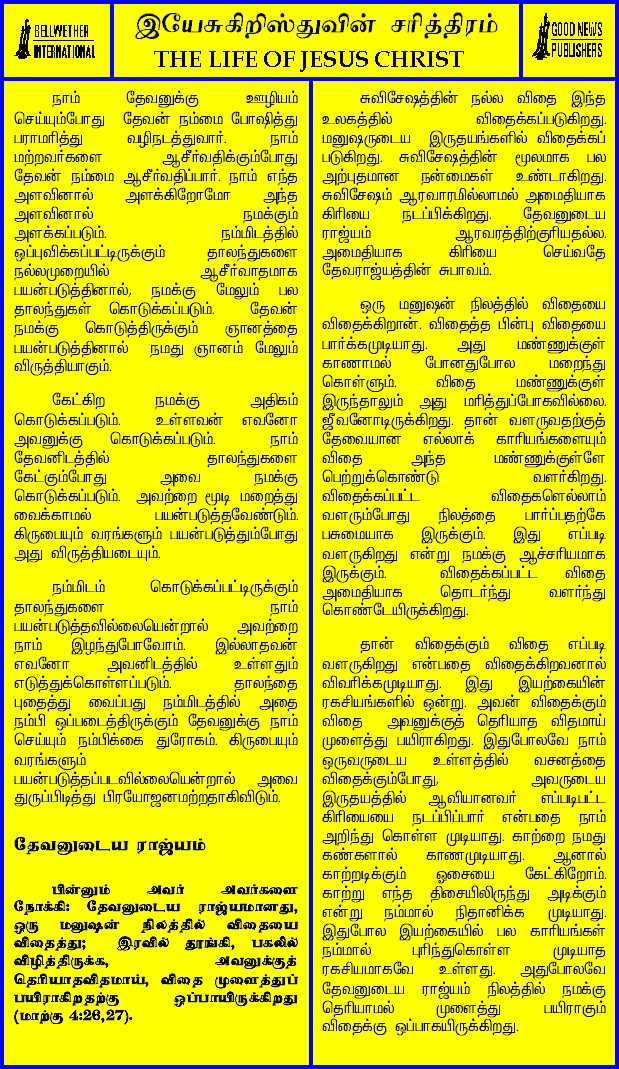 BELLWETHER
INTERNATIONAL
இயேசுகிறிஸ்துவின் சரித்திரம்
THE LIFE OF JESUS CHRIST
GOOD NEWS
PUBLISHERS
நாம் தேவனுக்கு ஊழியம்
செய்யும்போது தேவன் நம்மை போஷித்து
பராமரித்து வழிநடத்துவார். நாம்
மற்றவர்களை ஆசீர்வதிக்கும்போது
தேவன் நம்மை ஆசீர்வதிப்பார். நாம் எந்த
அளவினால் அளக்கிறோமோ அந்த
அளவினால் நமக்கும்
அளக்கப்படும். நம்மிடத்தில்
ஒப்புவிக்கப்பட்டிருக்கும் தாலந்துகளை
நல்லமுறையில் ஆசீர்வாதமாக
பயன்படுத்தினால், நமக்கு மேலும் பல
தாலந்துகள் கொடுக்கப்படும். தேவன்
நமக்கு கொடுத்திருக்கும் ஞானத்தை
பயன்படுத்தினால் நமது ஞானம் மேலும்
விருத்தியாகும்.
கேட்கிற நமக்கு அதிகம்
கொடுக்கப்படும். உள்ளவன் எவனோ
அவனுக்கு கொடுக்கப்படும். நாம்
தேவனிடத்தில் தாலந்துகளை
கேட்கும்போது அவை நமக்கு
கொடுக்கப்படும். அவற்றை மூடி மறைத்து
வைக்காமல் பயன்படுத்தவேண்டும்.
கிருபையும் வரங்களும் பயன்படுத்தும்போது
அது விருத்தியடையும்.
நம்மிடம் கொடுக்கப்பட்டிருக்கும்
தாலந்துகளை நாம்
பயன்படுத்தவில்லையென்றால் அவற்றை
நாம் இழந்துபோவோம். இல்லாதவன்
எவனோ அவனிடத்தில் உள்ளதும்
எடுத்துக்கொள்ளப்படும். தாலந்தை
புதைத்து வைப்பது நம்மிடத்தில் அதை
நம்பி ஒப்படைத்திருக்கும் தேவனுக்கு நாம்
செய்யும் நம்பிக்கை துரோகம். கிருபையும்
வரங்களும்
பயன்படுத்தப்படவில்லையென்றால் அவை
துருப்பிடித்து பிரயோஜனமற்றதாகிவிடும்.
தேவனுடைய ராஜ்யம்
பின்னும் அவர் அவர்களை
நோக்கி: தேவனுடைய ராஜ்யமானது,
ஒரு மனுஷன் நிலத்தில் விதையை
விதைத்து; இரவில் தூங்கி, பகலில்
விழித்திருக்க, அவனுக்குத்
தெரியாதவிதமாய், விதை முளைத்துப்
பயிராகிறதற்கு ஒப்பாயிருக்கிறது
(மாற்கு 4:26,27).
சுவிசேஷத்தின் நல்ல விதை இந்த
உலகத்தில் விதைக்கப்படுகிறது.
மனுஷருடைய இருதயங்களில் விதைக்கப்
படுகிறது. சுவிசேஷத்தின் மூலமாக பல
அற்புதமான நன்மைகள் உண்டாகிறது.
சுவிசேஷம் ஆரவாரமில்லாமல் அமைதியாக
கிரியை நடப்பிக்கிறது. தேவனுடைய
ராஜ்யம் ஆரவரத்திற்குரியதல்ல.
அமைதியாக கிரியை செய்வதே
தேவராஜ்யத்தின் சுபாவம்.
ஒரு மனுஷன் நிலத்தில் விதையை
விதைக்கிறான். விதைத்த பின்பு விதையை
பார்க்கமுடியாது. அது மண்ணுக்குள்
காணாமல் போனதுபோல மறைந்து
கொள்ளும். விதை மண்ணுக்குள்
இருந்தாலும் அது மரித்துப்போகவில்லை.
ஜீவனோடிருக்கிறது. தான் வளருவதற்குத்
தேவையான எல்லாக் காரியங்களையும்
விதை அந்த மண்ணுக்குள்ளே
பெற்றுக்கொண்டு வளர்கிறது.
விதைக்கப்பட்ட விதைகளெல்லாம்
வளரும்போது நிலத்தை பார்ப்பதற்கே
பசுமையாக இருக்கும். இது எப்படி
வளருகிறது என்று நமக்கு ஆச்சரியமாக
இருக்கும். விதைக்கப்பட்ட விதை
அமைதியாக தொடர்ந்து வளர்ந்து
கொண்டேயிருக்கிறது.
தான் விதைக்கும் விதை எப்படி
வளருகிறது என்பதை விதைக்கிறவனால்
விவரிக்கமுடியாது. இது இயற்கையின்
ரகசியங்களில் ஒன்று. அவன் விதைக்கும்
விதை அவனுக்குத் தெரியாத விதமாய்
முளைத்து பயிராகிறது. இதுபோலவே நாம்
ஒருவருடைய உள்ளத்தில் வசனத்தை
விதைக்கும்போது, அவருடைய
இருதயத்தில் ஆவியானவர் எப்படிபட்ட
கிரியையை நடப்பிப்பார் என்பதை நாம்
அறிந்து கொள்ள முடியாது. காற்றை நமது
கண்களால் காணமுடியாது. ஆனால்
காற்றடிக்கும் ஓசையை கேட்கிறோம்.
காற்று எந்த திசையிலிருந்து அடிக்கும்
என்று நம்மால் நிதானிக்க முடியாது.
இதுபோல இயற்கையில் பல காரியங்கள்
நம்மால் புரிந்துகொள்ள முடியாத
ரகசியமாகவே உள்ளது. அதுபோலவே
தேவனுடைய ராஜ்யம் நிலத்தில் நமக்கு
தெரியாமல் முளைத்து பயிராகும்
விதைக்கு ஒப்பாகயிருக்கிறது.